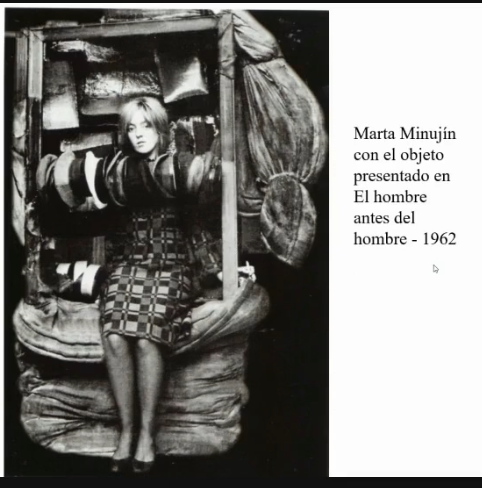 Marta Minujín
con el objeto
presentado en
El hombre
antes del
hombre - 1962